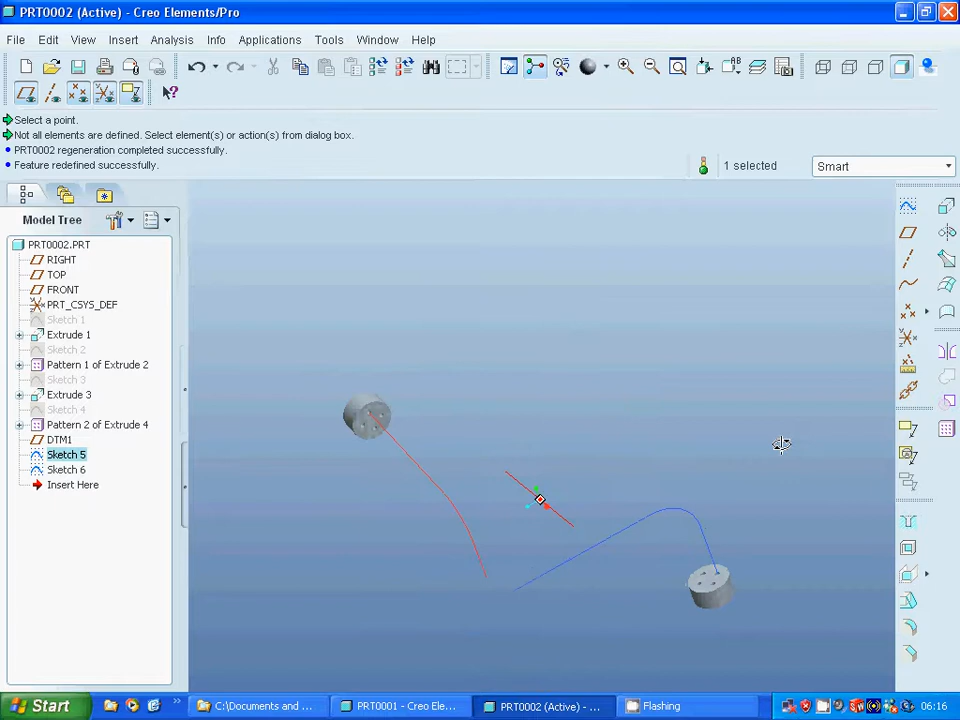 PRT0002 (Active) - Creo Elements/Pro
File Edit View Insert Analysis Info Applications Tools Window Help
Select a point.
Not all elements are defined. Select element(s) or action(s) from dialog box.
PRT0002 regeneration completed successfully.
Feature redefined successfully.
1 selected
Smart
Model Tree
PRT0002.PRT
RIGHT
TOP
FRONT
PRT_CSYS_DEF
Sketch 1
Extrude 1
Sketch 2
Pattern 1 of Extrude 2
Sketch 3
Extrude 3
Sketch 4
Pattern 2 of Extrude 4
DTM1
Sketch 5
Sketch 6
Insert Here
Start
C:\Documents and ...
PRT0001 - Creo Ele...
PRT0002 (Active) - ...
Flashing
06:16